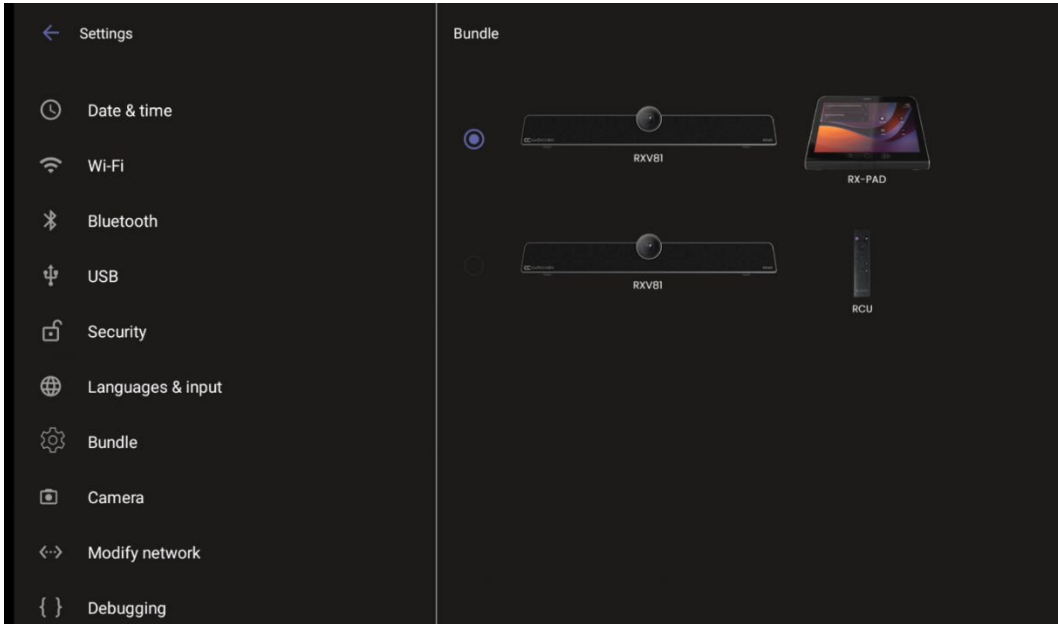 Settings
Date & time
Wi-Fi
Bluetooth
USB
Security
Languages & input
Bundle
Camera
Modify network
Debugging
Bundle
RXV81
RX-PAD
RXV81
RCU